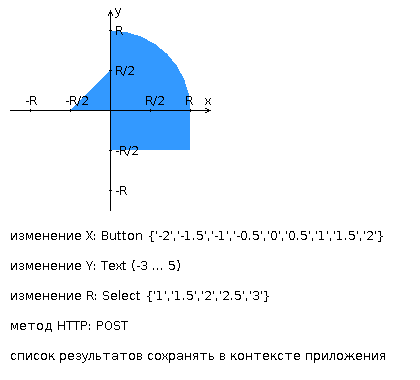 y
R
R/2
-R -R/2 R/2 R x
-R/2
-R
изменение X: Button {'-2','-1.5','-1','-0.5','0','0.5','1','1.5','2'}
изменение Y: Text (-3 ... 5)
изменение R: Select {'1','1.5','2','2.5','3'}
метод HTTP: POST
список результатов сохранять в контексте приложения